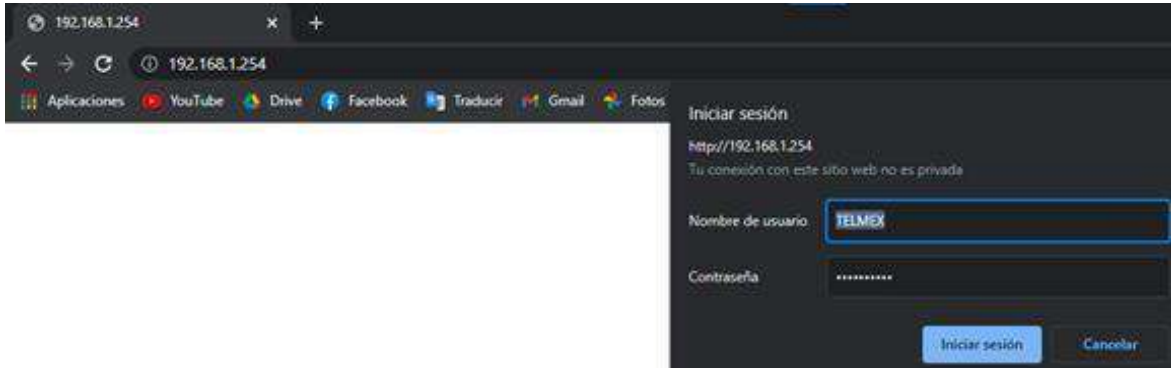 192.168.1.254
192.168.1.254
Aplicaciones YouTube Drive Facebook Traducir Gmail Fotos
Iniciar sesión
http://192.168.1.254
Tu conexión con este sitio web no es privada
Nombre de usuario TELMEX
Contraseña ••••••••••
Iniciar sesión Cancelar